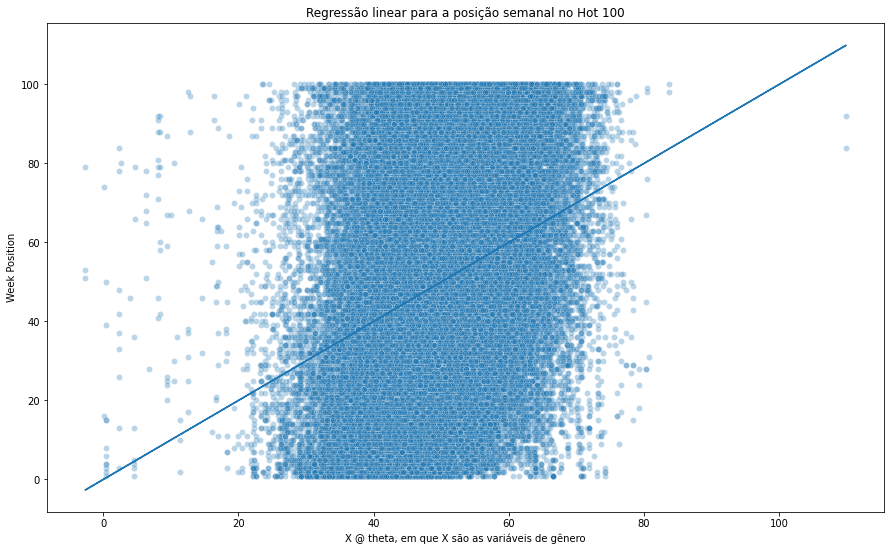 Regressão linear para a posição semanal no Hot 100
100
80
60
40
20
0
Week Position
0 20 40 60 80 100
X @ theta, em que X são as variáveis de gênero